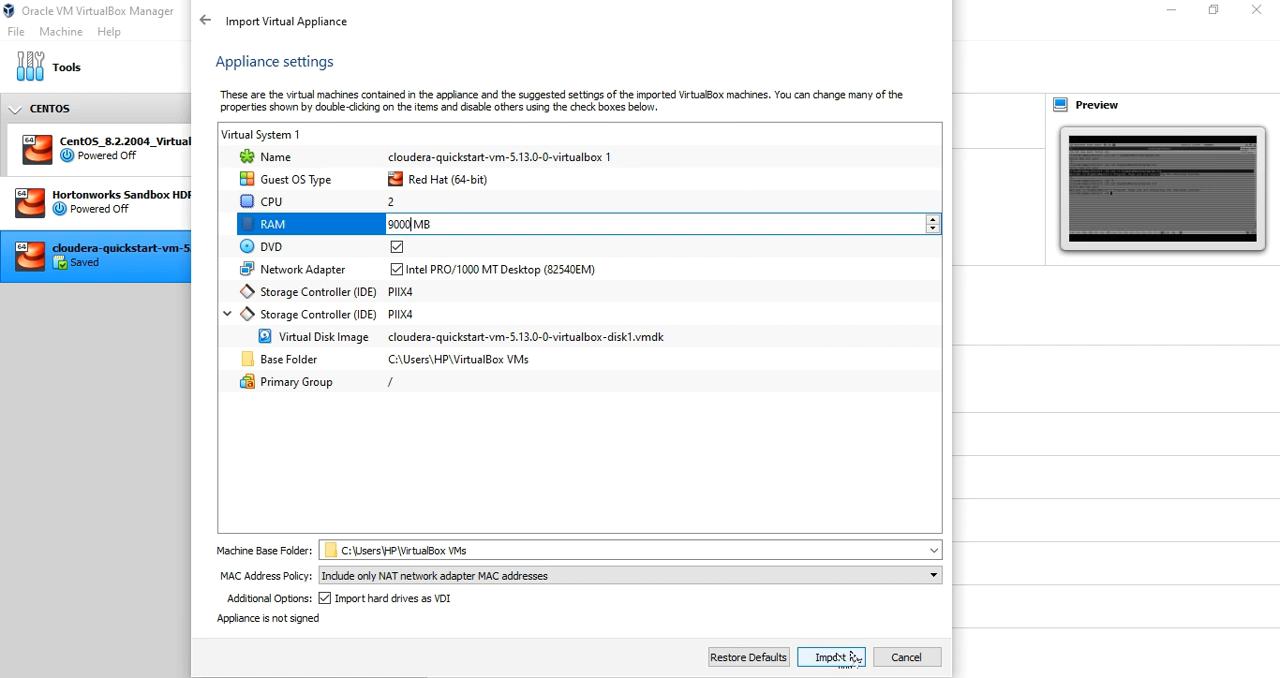 Oracle VM VirtualBox Manager
File Machine Help
Tools
CENTOS
64
CentOS_8.2.2004_Virtual
Powered Off
64
Hortonworks Sandbox HDP
Powered Off
64
cloudera-quickstart-vm-5.
Saved
Import Virtual Appliance
Appliance settings
These are the virtual machines contained in the appliance and the suggested settings of the imported VirtualBox machines. You can change many of the
properties shown by double-clicking on the items and disable others using the check boxes below.
Virtual System 1
Name cloudera-quickstart-vm-5.13.0-0-virtualbox 1
Guest OS Type Red Hat (64-bit)
CPU 2
RAM 9000 MB
DVD
Network Adapter Intel PRO/1000 MT Desktop (82540EM)
Storage Controller (IDE) PIIX4
Storage Controller (IDE) PIIX4
Virtual Disk Image cloudera-quickstart-vm-5.13.0-0-virtualbox-disk1.vmdk
Base Folder C:\Users\HP\VirtualBox VMs
Primary Group /
Machine Base Folder: C:\Users\HP\VirtualBox VMs
MAC Address Policy: Include only NAT network adapter MAC addresses
Additional Options: Import hard drives as VDI
Appliance is not signed
Restore Defaults Import Cancel
Preview